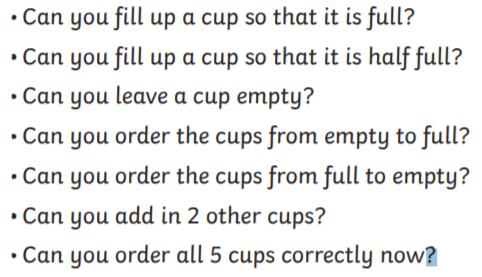 • Can you fill up a cup so that it is full?
• Can you fill up a cup so that it is half full?
• Can you leave a cup empty?
• Can you order the cups from empty to full?
• Can you order the cups from full to empty?
• Can you add in 2 other cups?
• Can you order all 5 cups correctly now?